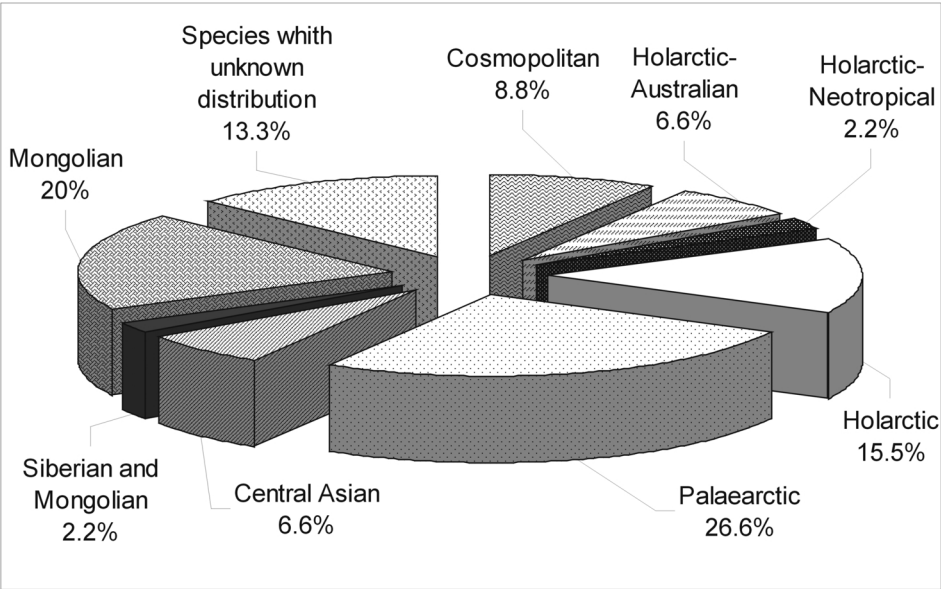 Species whith
unknown
distribution
13.3%
Cosmopolitan
8.8%
Holarctic-
Australian
6.6%
Holarctic-
Neotropical
2.2%
Mongolian
20%
Holarctic
15.5%
Siberian and
Mongolian
2.2%
Central Asian
6.6%
Palaearctic
26.6%